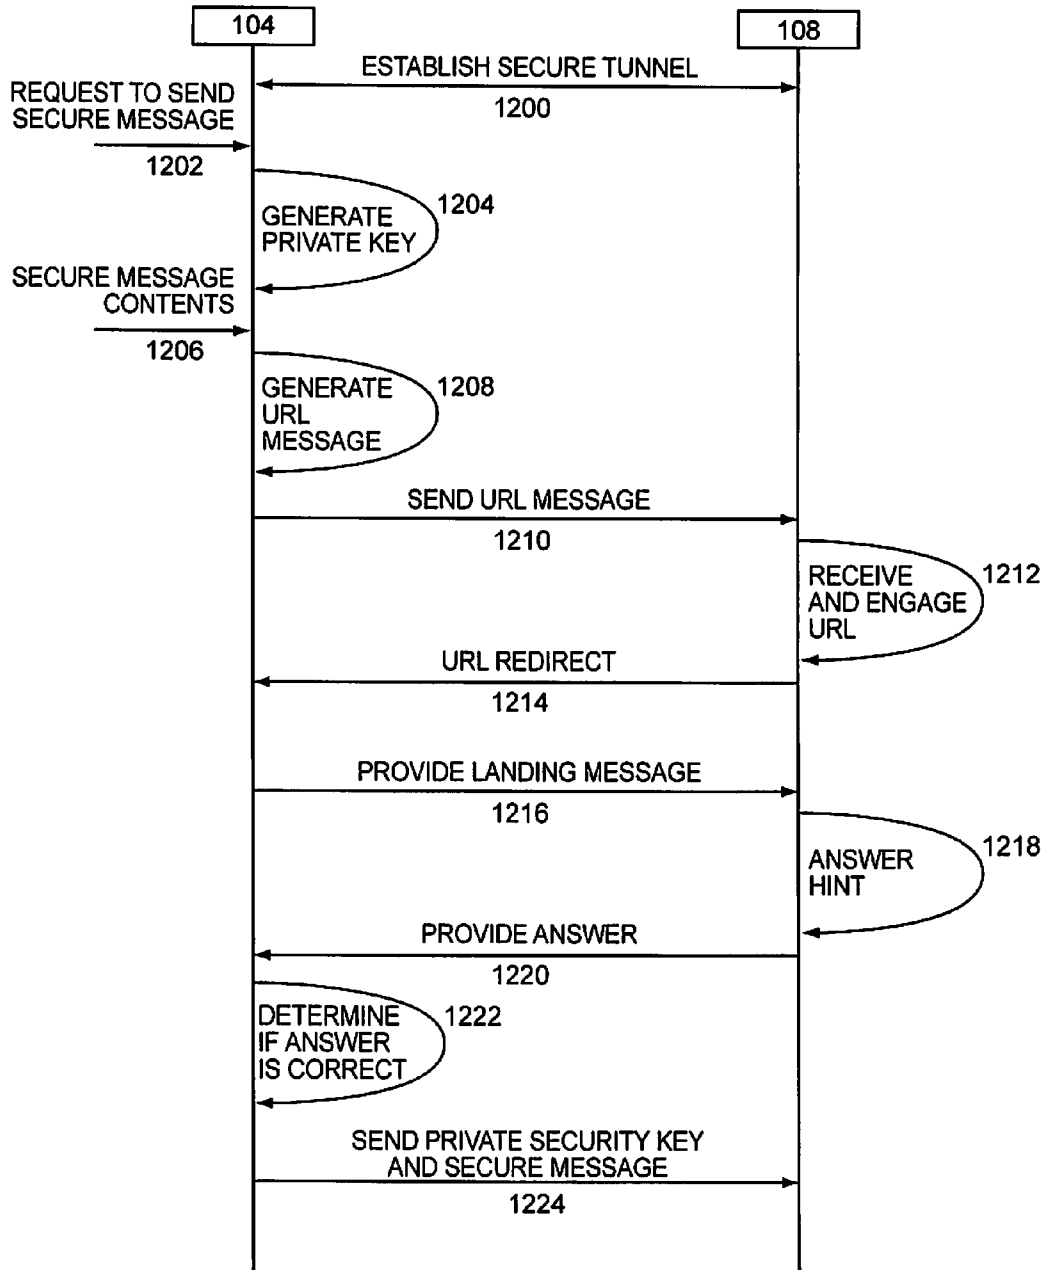 104
108
ESTABLISH SECURE TUNNEL
1200
REQUEST TO SEND
SECURE MESSAGE
1202
GENERATE
PRIVATE KEY
1204
SECURE MESSAGE
CONTENTS
1206
GENERATE
URL
MESSAGE
1208
SEND URL MESSAGE
1210
RECEIVE
AND ENGAGE
URL
1212
URL REDIRECT
1214
PROVIDE LANDING MESSAGE
1216
ANSWER
HINT
1218
PROVIDE ANSWER
1220
DETERMINE
IF ANSWER
IS CORRECT
1222
SEND PRIVATE SECURITY KEY
AND SECURE MESSAGE
1224